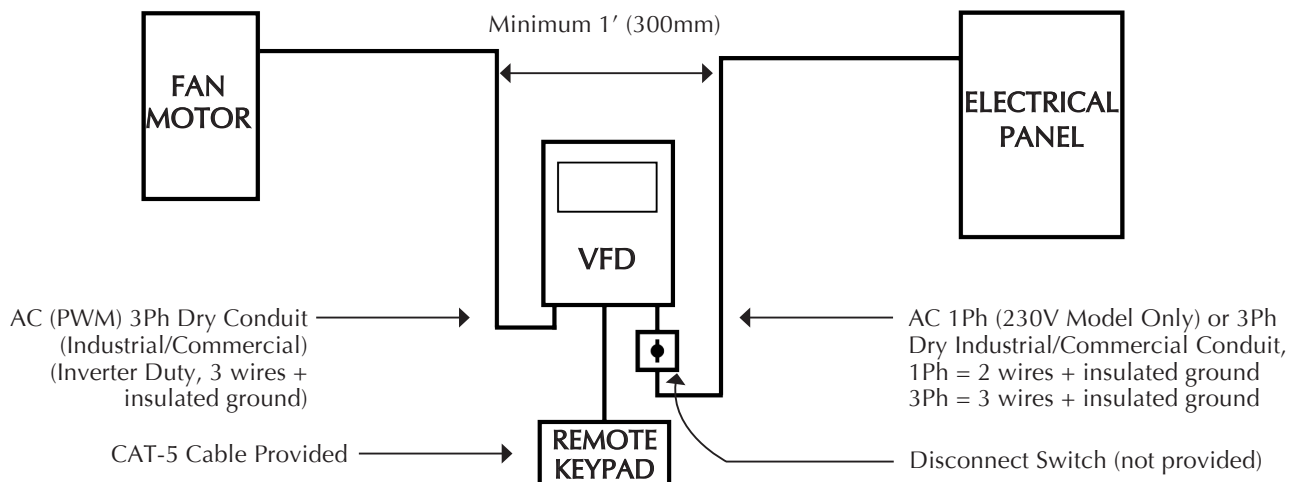 Minimum 1’ (300mm)
FAN
MOTOR
ELECTRICAL
PANEL
VFD
AC (PWM) 3Ph Dry Conduit
(Industrial/Commercial)
(Inverter Duty, 3 wires +
insulated ground)
AC 1Ph (230V Model Only) or 3Ph
Dry Industrial/Commercial Conduit,
1Ph = 2 wires + insulated ground
3Ph = 3 wires + insulated ground
CAT-5 Cable Provided
REMOTE
KEYPAD
Disconnect Switch (not provided)